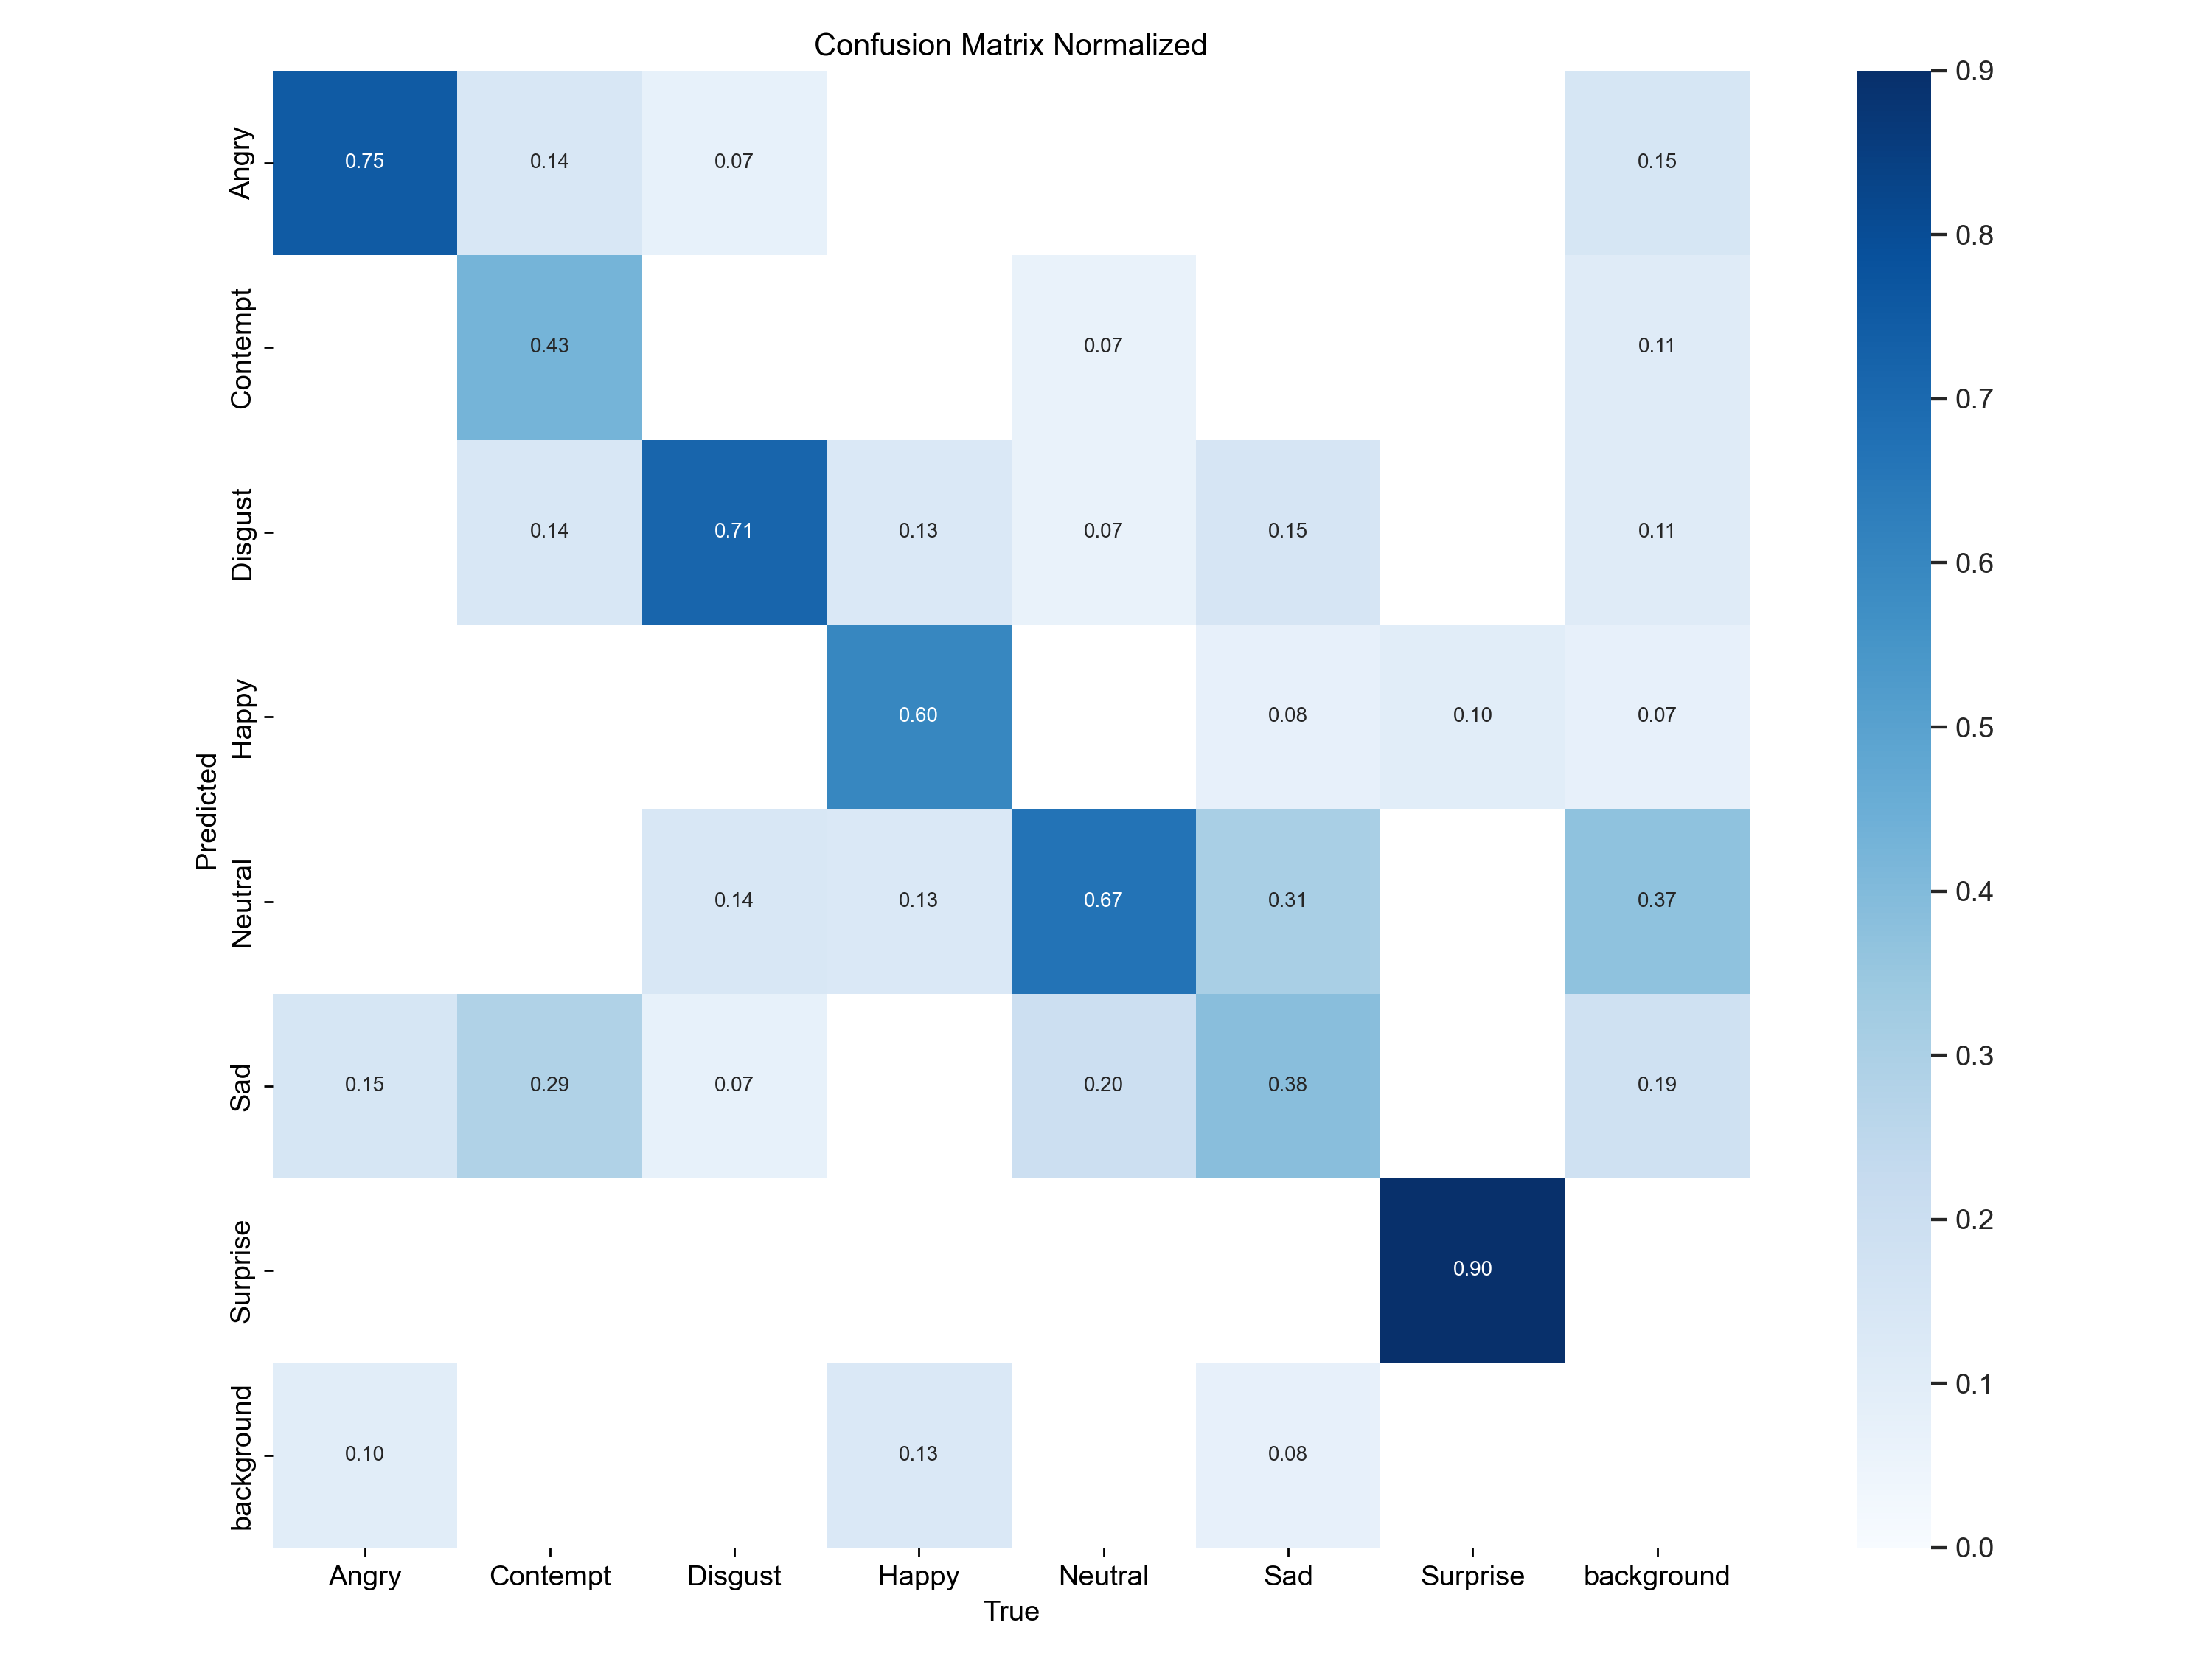 Confusion Matrix Normalized
Angry 0.75 0.14 0.07 0.15
Contempt 0.43 0.07 0.11
Disgust 0.14 0.71 0.13 0.07 0.15 0.11
Happy 0.60 0.08 0.10 0.07
Neutral 0.14 0.13 0.67 0.31 0.37
Sad 0.15 0.29 0.07 0.20 0.38 0.19
Surprise 0.90
background 0.10 0.13 0.08
Predicted
Angry Contempt Disgust Happy Neutral Sad Surprise background
True
0.9
0.8
0.7
0.6
0.5
0.4
0.3
0.2
0.1
0.0